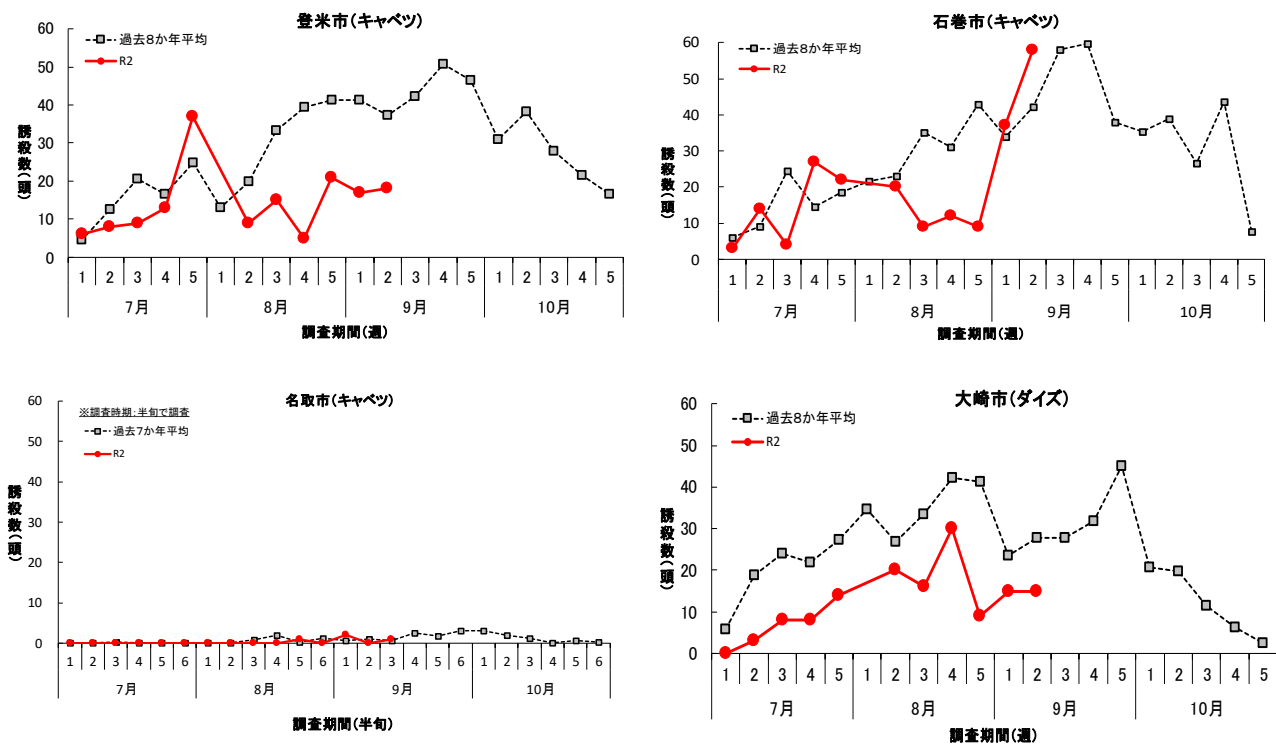 登米市(キャベツ)
過去8か年平均
R2
誘殺数(頭)
60
50
40
30
20
10
0
1 2 3 4 5 1 2 3 4 5 1 2 3 4 5 1 2 3 4 5
7月 8月 9月 10月
調査期間(週)
石巻市(キャベツ)
過去8か年平均
R2
誘殺数(頭)
60
50
40
30
20
10
0
1 2 3 4 5 1 2 3 4 5 1 2 3 4 5 1 2 3 4 5
7月 8月 9月 10月
調査期間(週)
名取市(キャベツ)
※調査時期:半旬で調査
過去7か年平均
R2
誘殺数(頭)
60
50
40
30
20
10
0
1 2 3 4 5 6 1 2 3 4 5 6 1 2 3 4 5 6 1 2 3 4 5 6
7月 8月 9月 10月
調査期間(半旬)
大崎市(ダイズ)
過去8か年平均
R2
誘殺数(頭)
60
50
40
30
20
10
0
1 2 3 4 5 1 2 3 4 5 1 2 3 4 5 1 2 3 4 5
7月 8月 9月 10月
調査期間(週)